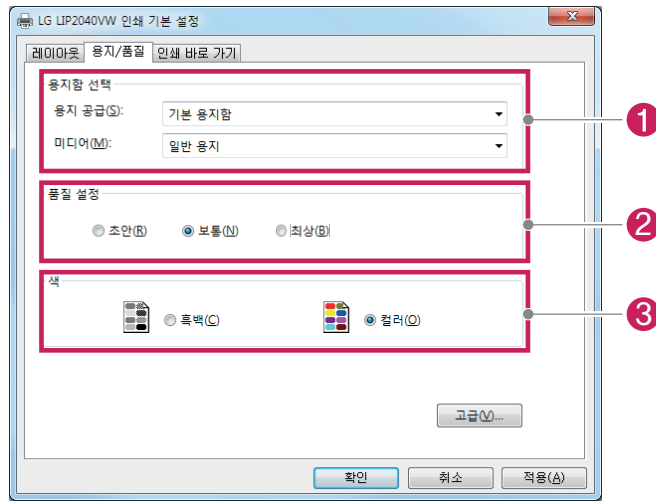 LG LIP2040VW 인쇄 기본 설정
레이아웃 용지/품질 인쇄 바로 가기
용지함 선택
용지 공급(S): 기본 용지함
1
미디어(M): 일반 용지
품질 설정
초안(R) 보통(N) 최상(B)
2
색
흑백(C) 컬러(O)
3
고급(V)...
확인 취소 적용(A)